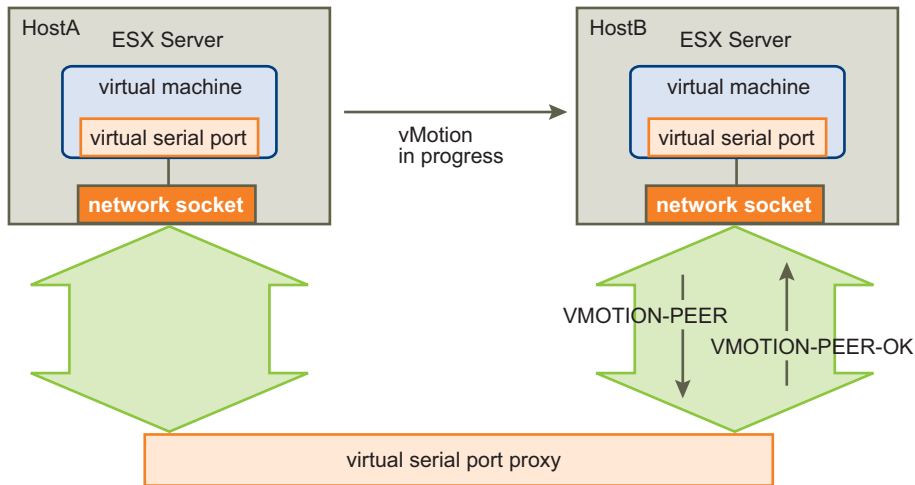 HostA
ESX Server
virtual machine
virtual serial port
network socket
vMotion
in progress
HostB
ESX Server
virtual machine
virtual serial port
network socket
VMOTION-PEER
VMOTION-PEER-OK
virtual serial port proxy